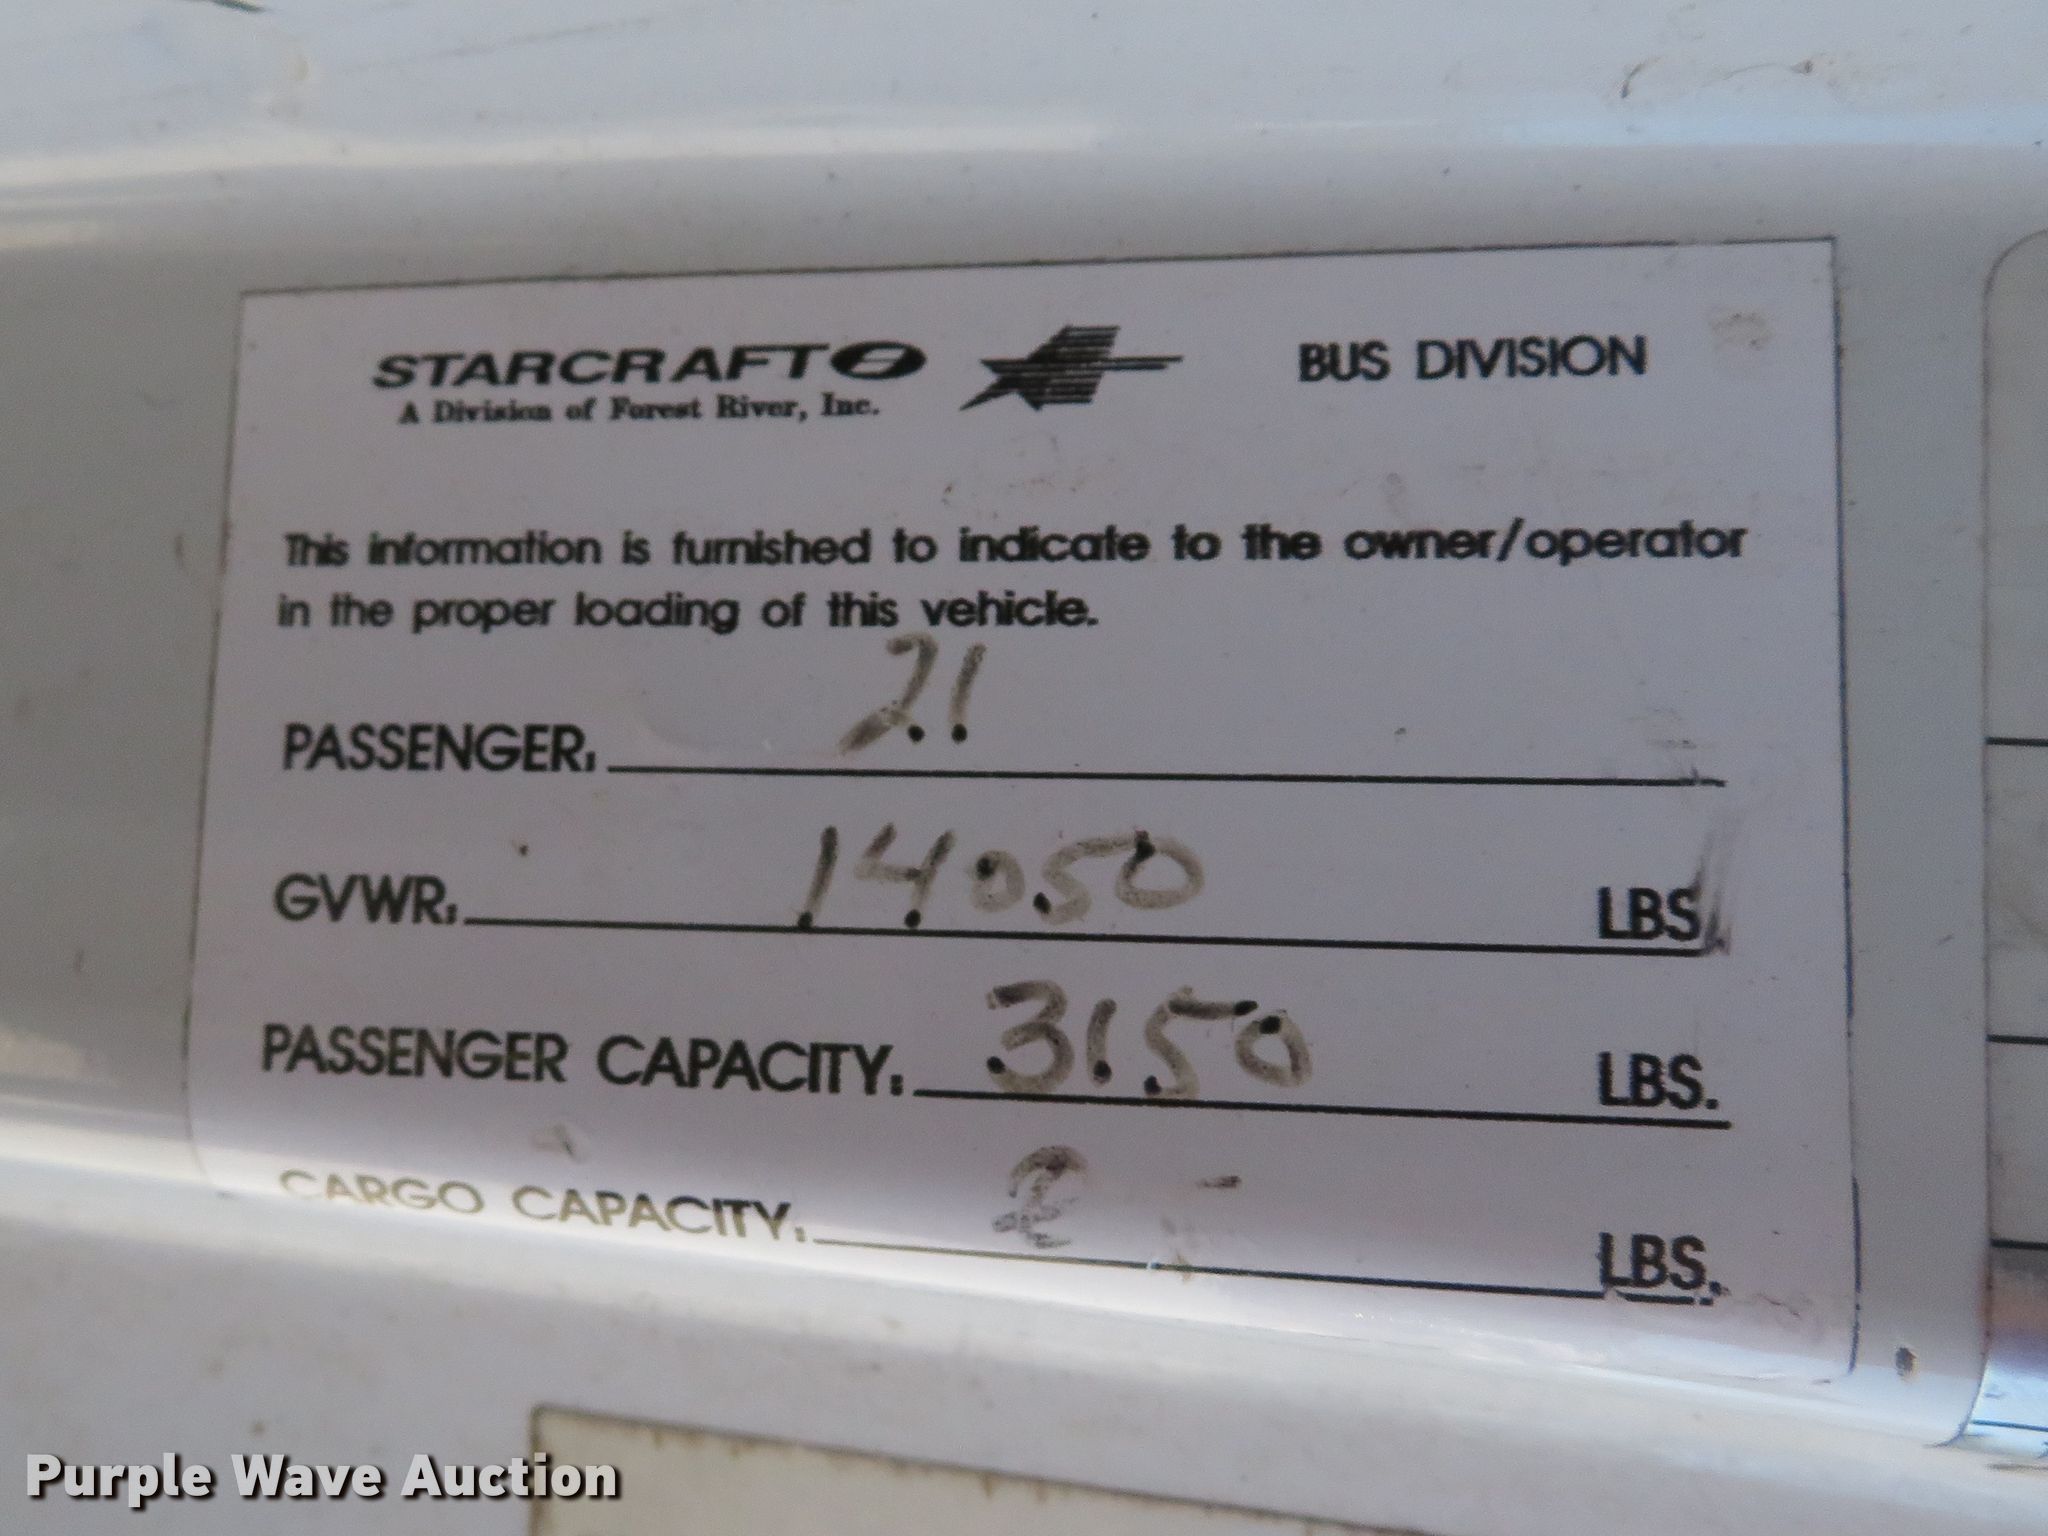 STARCRAFT BUS DIVISION
A Division of Forest River, Inc.
This information is furnished to indicate to the owner/operator
in the proper loading of this vehicle.
PASSENGER: 21
GVWR: 14050 LBS.
PASSENGER CAPACITY: 3150 LBS.
CARGO CAPACITY: LBS.
Purple Wave Auction